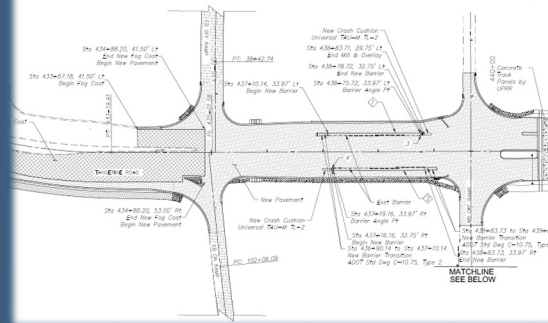 New Crash Cushion
Universal TAU-M TL-2
Sta 434+88.20, 41.50' Lt
End New Fog Coat
Begin New Pavement
Sta 438+83.71, 29.75' Lt
End Mill & Overlay
Sta 438+78.72, 32.75' Lt
End New Barrier
Sta 438+75.72, 33.97' Lt
Barrier Angle Pt
PT: 38+42.74
Sta 433+67.18, 41.50' Lt
Begin Fog Coat
Sta 437+10.14, 33.97' Lt
Begin New Barrier
440+00
Concrete
Track
Panels by
UPRR
Coat
TANGERINE ROAD
3
4
New Pavement
Exst Barrier
Sta 434+88.20, 53.00' Rt
End New Fog Coat
Begin New Pavement
New Crash Cushion
Universal TAU-M TL-2
Sta 437+19.16, 33.97' Rt
Barrier Angle Pt
Sta 437+16.16, 32.75' Rt
Begin New Barrier
Sta 436+90.14 to Sta 437+10.14
New Barrier Transition
ADOT Std Dwg C-10.75, Type 2
Sta 438+83.73 to Sta 439+
New Barrier Transition
ADOT Std Dwg C-10.75, Type
Sta 438+83.73, 33.97' Rt
End New Barrier
PC: 102+08.09
MATCHLINE
SEE BELOW